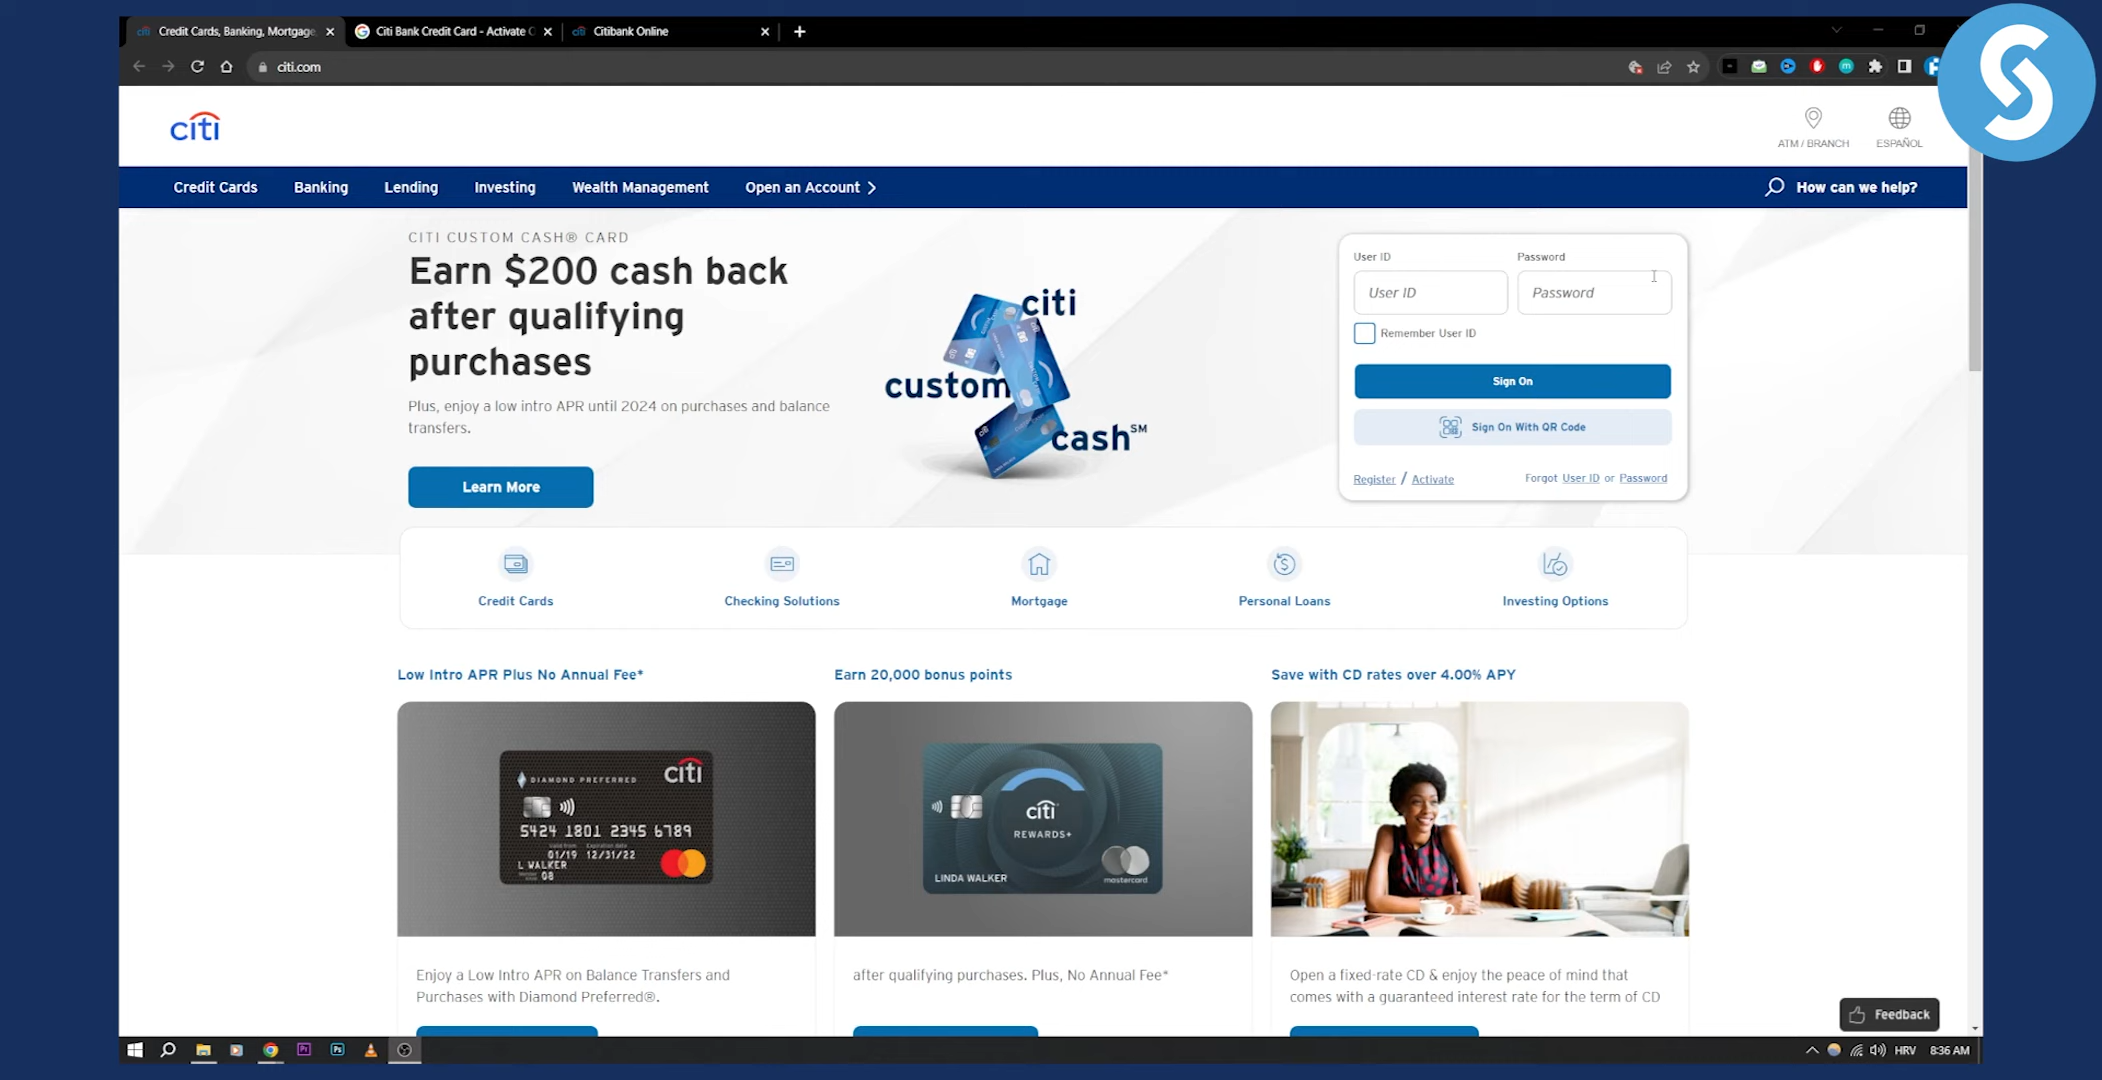 Credit Cards, Banking, Mortgage,
Citi Bank Credit Card - Activate C
Citibank Online
citi.com
citi
ATM / BRANCH
ESPAÑOL
Credit Cards
Banking
Lending
Investing
Wealth Management
Open an Account
How can we help?
CITI CUSTOM CASH® CARD
Earn $200 cash back
after qualifying
purchases
Plus, enjoy a low intro APR until 2024 on purchases and balance
transfers.
Learn More
citi
custom
cash℠
User ID
Password
User ID
Password
Remember User ID
Sign On
Sign On With QR Code
Register / Activate
Forgot User ID or Password
Credit Cards
Checking Solutions
Mortgage
Personal Loans
Investing Options
Low Intro APR Plus No Annual Fee*
Earn 20,000 bonus points
Save with CD rates over 4.00% APY
DIAMOND PREFERRED
citi
5424 1801 2345 6789
Valid from
Expiration date
01/19 12/31/22
L WALKER
08
citi
REWARDS+
LINDA WALKER
mastercard
Enjoy a Low Intro APR on Balance Transfers and
Purchases with Diamond Preferred®.
after qualifying purchases. Plus, No Annual Fee*
Open a fixed-rate CD & enjoy the peace of mind that
comes with a guaranteed interest rate for the term of CD
Feedback
HRV
8:36 AM